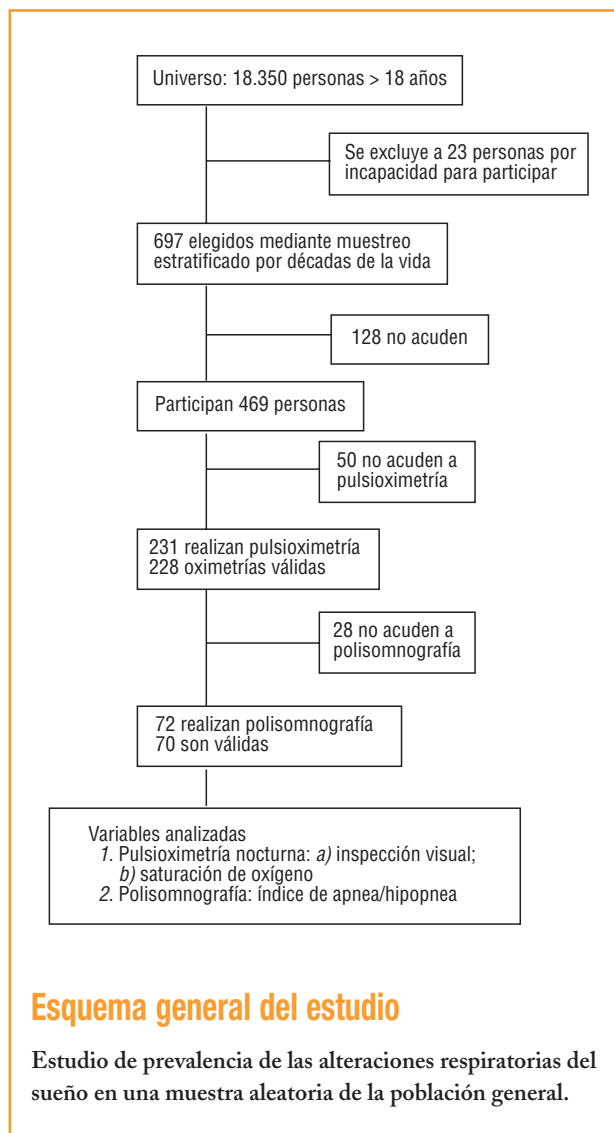 Universo: 18.350 personas > 18 años
Se excluye a 23 personas por
incapacidad para participar
697 elegidos mediante muestreo
estratificado por décadas de la vida
128 no acuden
Participan 469 personas
50 no acuden a
pulsioximetría
231 realizan pulsioximetría
228 oximetrías válidas
28 no acuden a
polisomnografía
72 realizan polisomnografía
70 son válidas
Variables analizadas
1. Pulsioximetría nocturna: a) inspección visual;
b) saturación de oxígeno
2. Polisomnografía: índice de apnea/hipopnea
Esquema general del estudio
Estudio de prevalencia de las alteraciones respiratorias del
sueño en una muestra aleatoria de la población general.